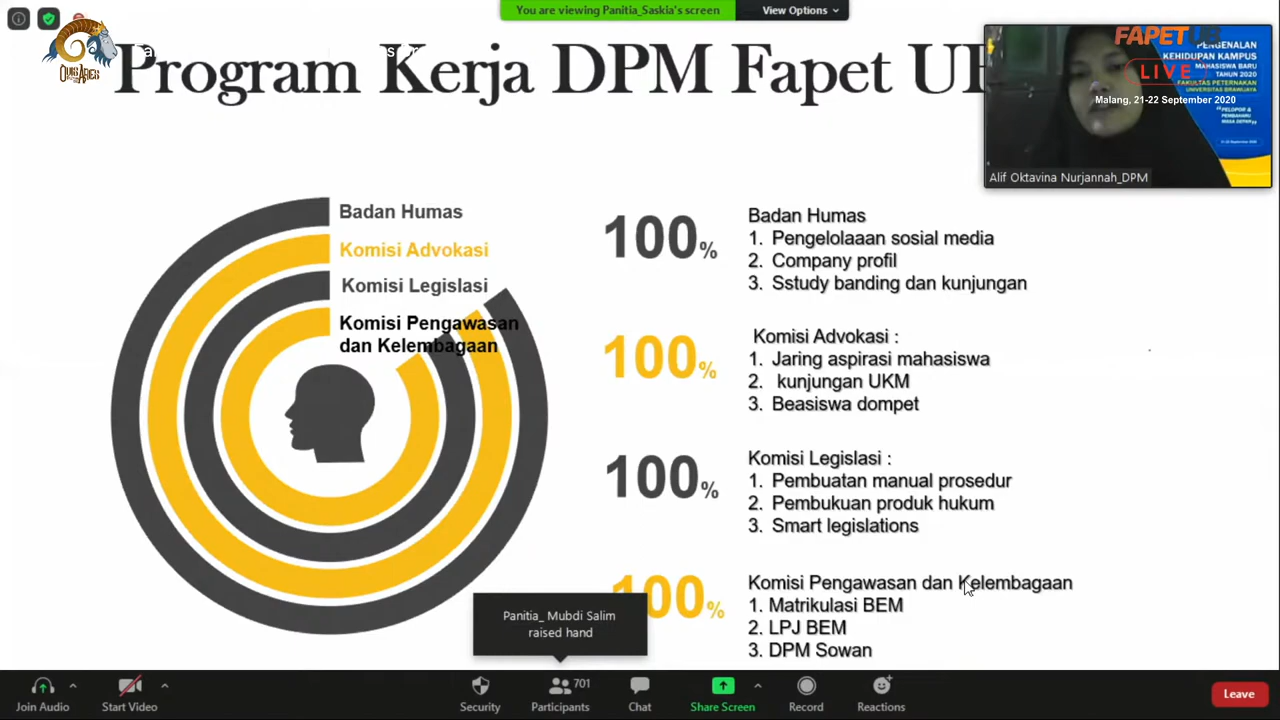 You are viewing Panitia_Saskia's screen
View Options
Program Kerja DPM Fapet UB
OvisAries
FAPET UB
LIVE
Malang, 21-22 September 2020
PENGENALAN
KEHIDUPAN KAMPUS
MAHASISWA BARU
TAHUN 2020
FAKULTAS PETERNAKAN
UNIVERSITAS BRAWIJAYA
Alif Oktavina Nurjannah_DPM
Badan Humas
Komisi Advokasi
Komisi Legislasi
Komisi Pengawasan
dan Kelembagaan
100%
Badan Humas
1. Pengelolaaan sosial media
2. Company profil
3. Sstudy banding dan kunjungan
100%
Komisi Advokasi :
1. Jaring aspirasi mahasiswa
2. kunjungan UKM
3. Beasiswa dompet
100%
Komisi Legislasi :
1. Pembuatan manual prosedur
2. Pembukuan produk hukum
3. Smart legislations
100%
Komisi Pengawasan dan Kelembagaan
1. Matrikulasi BEM
2. LPJ BEM
3. DPM Sowan
Panitia_ Mubdi Salim
raised hand
Join Audio
Start Video
Security
Participants
701
Chat
Share Screen
Record
Reactions
Leave